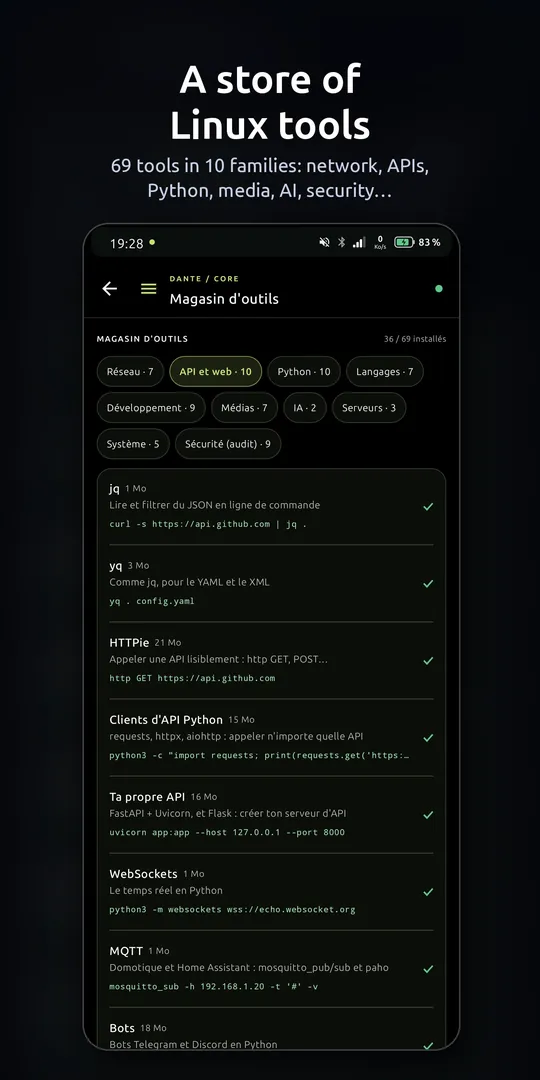 A store of
Linux tools
69 tools in 10 families: network, APIs,
Python, media, AI, security…
19:28
0
Ko/s
83 %
DANTE / CORE
Magasin d'outils
MAGASIN D'OUTILS
36 / 69 installés
Réseau · 7
API et web · 10
Python · 10
Langages · 7
Développement · 9
Médias · 7
IA · 2
Serveurs · 3
Système · 5
Sécurité (audit) · 9
jq 1 Mo
Lire et filtrer du JSON en ligne de commande
curl -s https://api.github.com | jq .
yq 3 Mo
Comme jq, pour le YAML et le XML
yq . config.yaml
HTTPie 21 Mo
Appeler une API lisiblement : http GET, POST…
http GET https://api.github.com
Clients d'API Python 15 Mo
requests, httpx, aiohttp : appeler n'importe quelle API
python3 -c "import requests; print(requests.get('https:…
Ta propre API 16 Mo
FastAPI + Uvicorn, et Flask : créer ton serveur d'API
uvicorn app:app --host 127.0.0.1 --port 8000
WebSockets 1 Mo
Le temps réel en Python
python3 -m websockets wss://echo.websocket.org
MQTT 1 Mo
Domotique et Home Assistant : mosquitto_pub/sub et paho
mosquitto_sub -h 192.168.1.20 -t '#' -v
Bots 18 Mo
Bots Telegram et Discord en Python